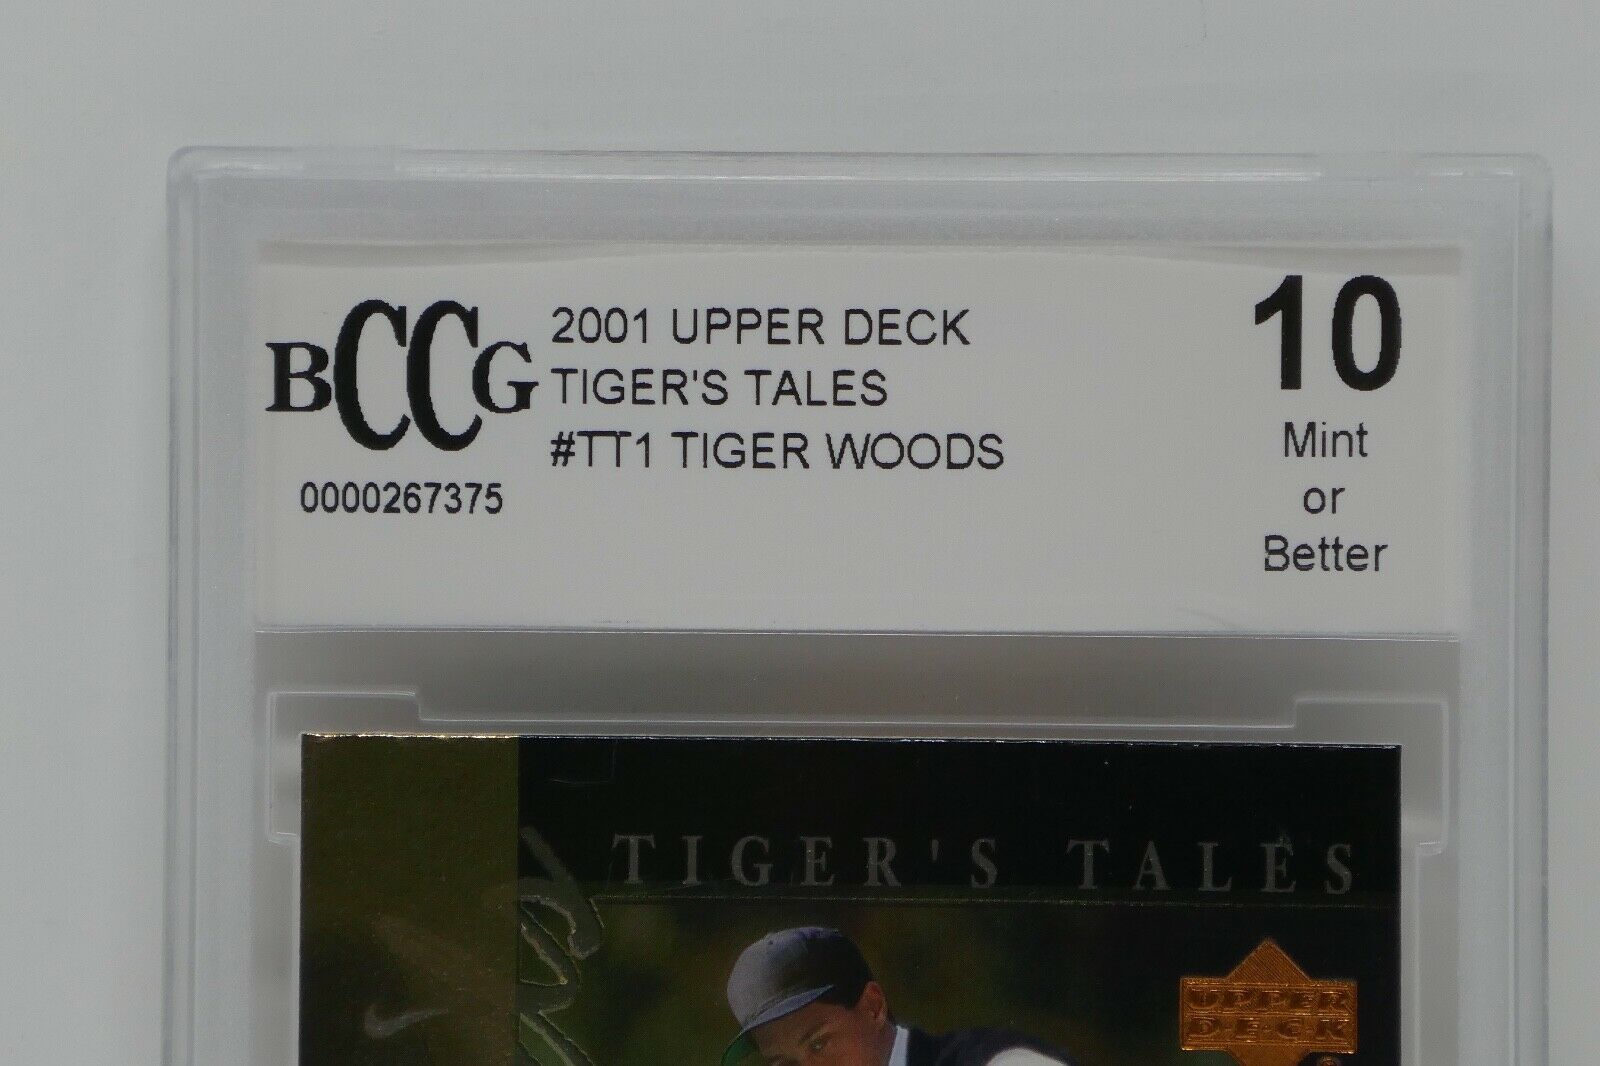 BCCG
2001 UPPER DECK
TIGER'S TALES
#TT1 TIGER WOODS
0000267375
10
Mint
or
Better
TIGER'S TALES
UPPER
DECK
®